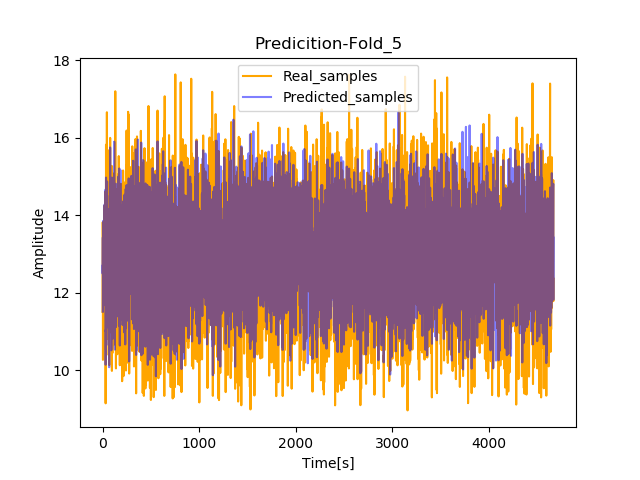 Predicition-Fold_5
Real_samples
Predicted_samples
18
16
14
12
10
Amplitude
0 1000 2000 3000 4000
Time[s]